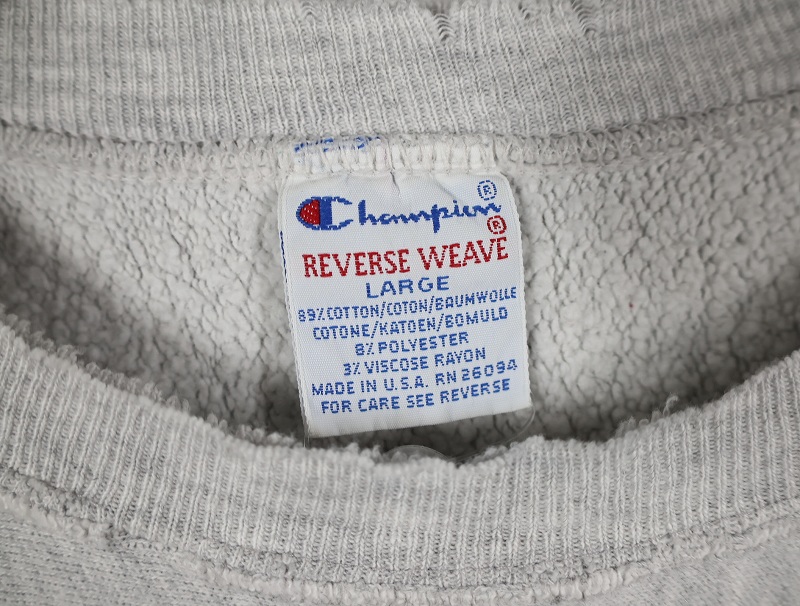 Champion®
REVERSE WEAVE®
LARGE
89% COTTON/COTON/BAUMWOLLE
COTONE/KATOEN/BOMULD
8% POLYESTER
3% VISCOSE RAYON
MADE IN U.S.A. RN 26094
FOR CARE SEE REVERSE